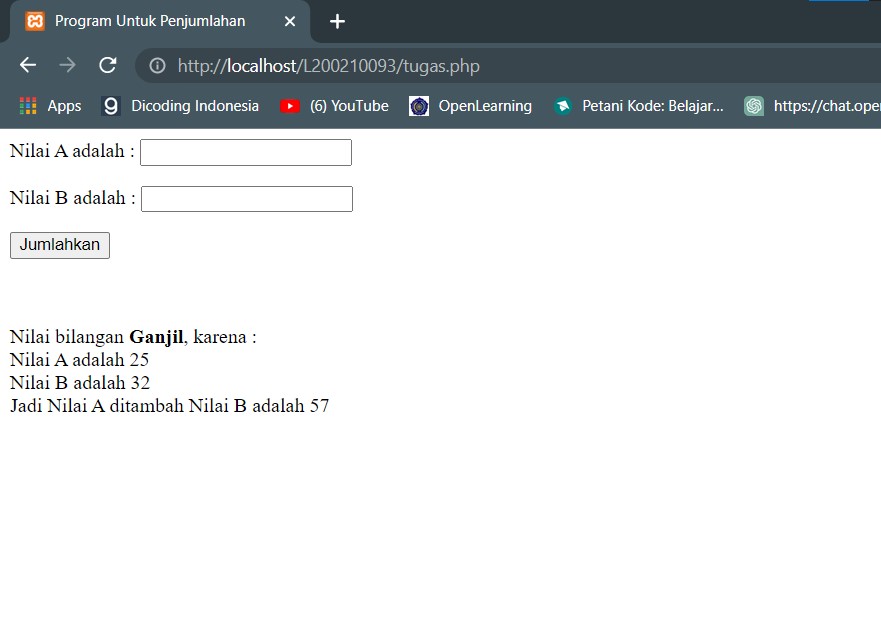 Program Untuk Penjumlahan
http://localhost/L200210093/tugas.php
Apps Dicoding Indonesia (6) YouTube OpenLearning Petani Kode: Belajar... https://chat.ope
Nilai A adalah :
Nilai B adalah :
Jumlahkan
Nilai bilangan Ganjil, karena :
Nilai A adalah 25
Nilai B adalah 32
Jadi Nilai A ditambah Nilai B adalah 57